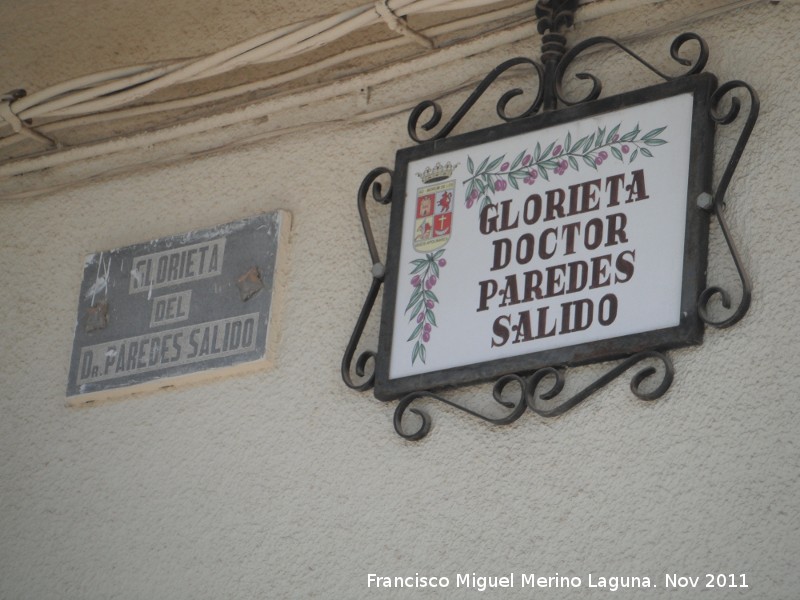 GLORIETA
DEL
DR. PAREDES SALIDO
GLORIETA
DOCTOR
PAREDES
SALIDO
Francisco Miguel Merino Laguna. Nov 2011